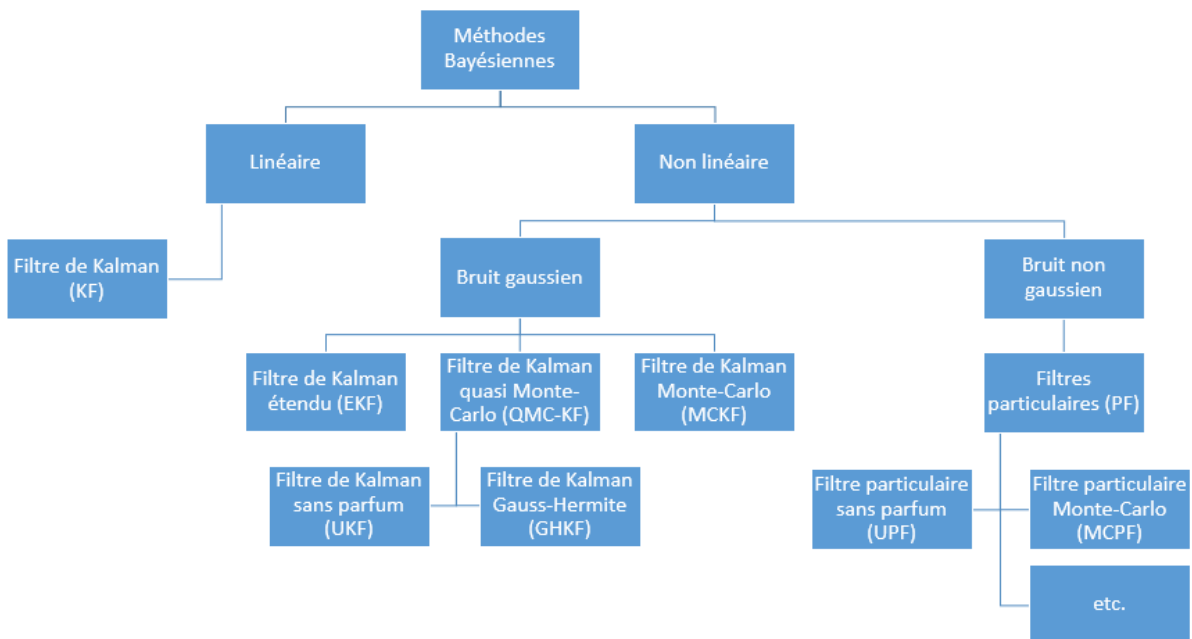 Méthodes
Bayésiennes
Linéaire
Non linéaire
Filtre de Kalman
(KF)
Bruit gaussien
Bruit non
gaussien
Filtre de Kalman
étendu (EKF)
Filtre de Kalman
quasi Monte-
Carlo (QMC-KF)
Filtre de Kalman
Monte-Carlo
(MCKF)
Filtres
particulaires (PF)
Filtre de Kalman
sans parfum
(UKF)
Filtre de Kalman
Gauss-Hermite
(GHKF)
Filtre particulaire
sans parfum
(UPF)
Filtre particulaire
Monte-Carlo
(MCPF)
etc.